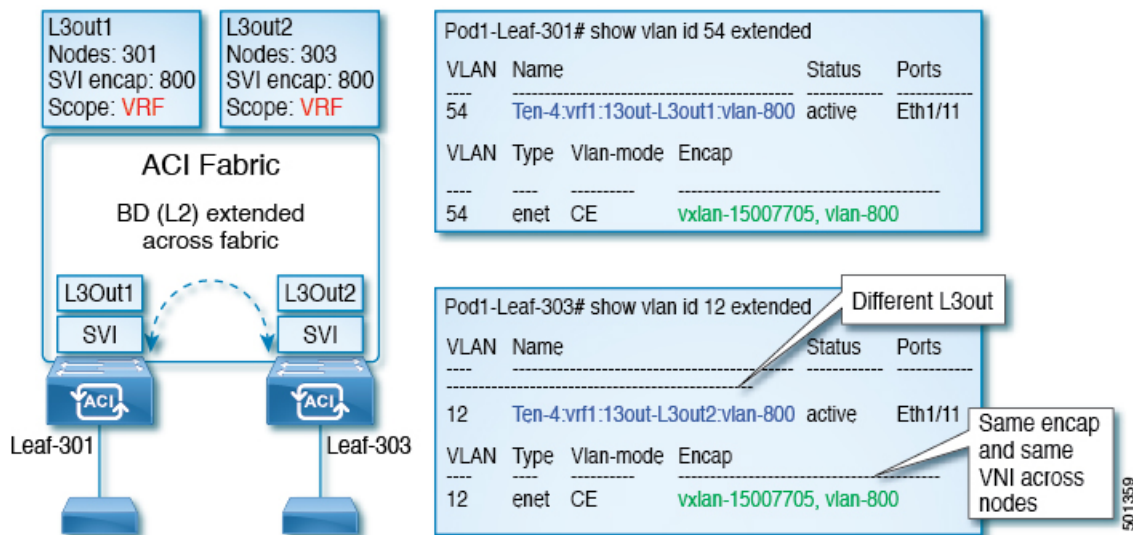 L3out1
Nodes: 301
SVI encap: 800
Scope: VRF
L3out2
Nodes: 303
SVI encap: 800
Scope: VRF
ACI Fabric
BD (L2) extended
across fabric
L3Out1
SVI
L3Out2
SVI
ACI
ACI
Leaf-301
Leaf-303
Pod1-Leaf-301# show vlan id 54 extended
VLAN Name Status Ports
---- -------------------------------- ---------- ----------
54 Ten-4:vrf1:13out-L3out1:vlan-800 active Eth1/11
VLAN Type Vlan-mode Encap
---- ---- ---------- ------------------------------
54 enet CE vxlan-15007705, vlan-800
Pod1-Leaf-303# show vlan id 12 extended
VLAN Name Status Ports
---- -------------------------------- ---------- ----------
------------------------------------
12 Ten-4:vrf1:13out-L3out2:vlan-800 active Eth1/11
VLAN Type Vlan-mode Encap
---- ---- ---------- ------------------------------
12 enet CE vxlan-15007705, vlan-800
Different L3out
Same encap
and same
VNI across
nodes
501359